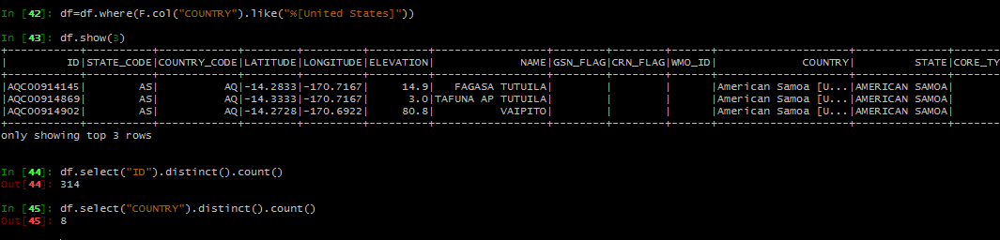 In [42]: df=df.where(F.col("COUNTRY").like("%[United States]"))
In [43]: df.show(3)
+-----------+----------+------------+--------+---------+---------+----------------+--------+--------+------+--------------------+--------------+-------
|         ID|STATE_CODE|COUNTRY_CODE|LATITUDE|LONGITUDE|ELEVATION|            NAME|GSN_FLAG|CRN_FLAG|WMO_ID|             COUNTRY|         STATE|CORE_TY
+-----------+----------+------------+--------+---------+---------+----------------+--------+--------+------+--------------------+--------------+-------
|AQC00914145|        AS|          AQ|-14.2833|-170.7167|     14.9|   FAGASA TUTUILA|        |        |      |American Samoa [U...|AMERICAN SAMOA|
|AQC00914869|        AS|          AQ|-14.3333|-170.7167|      3.0|TAFUNA AP TUTUILA|        |        |      |American Samoa [U...|AMERICAN SAMOA|
|AQC00914902|        AS|          AQ|-14.2728|-170.6922|     80.8|          VAIPITO|        |        |      |American Samoa [U...|AMERICAN SAMOA|
+-----------+----------+------------+--------+---------+---------+----------------+--------+--------+------+--------------------+--------------+-------
only showing top 3 rows
In [44]: df.select("ID").distinct().count()
Out[44]: 314
In [45]: df.select("COUNTRY").distinct().count()
Out[45]: 8